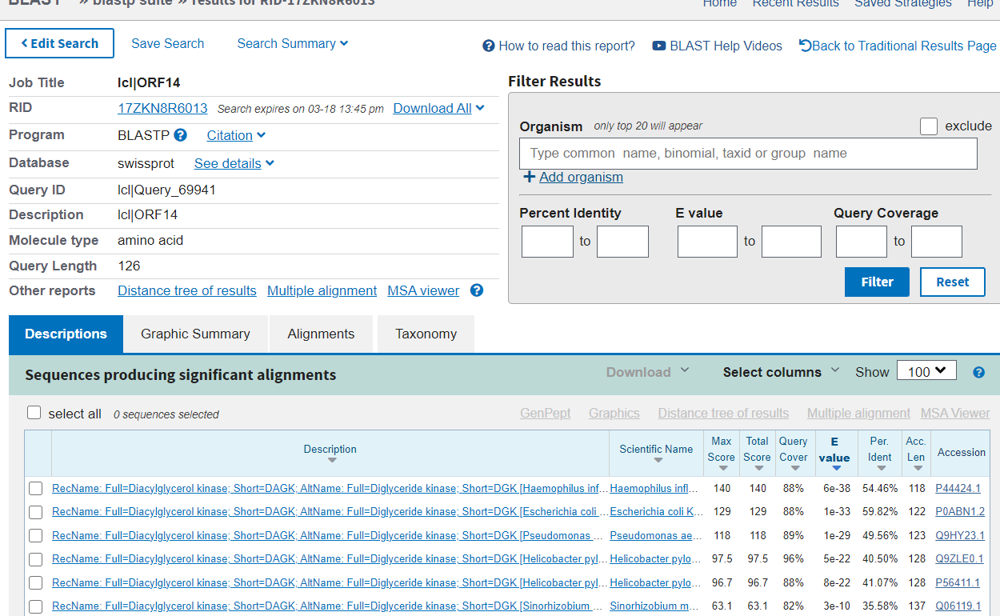 BLAST » blastp suite » results for RID-17ZKN8R6013
Home Recent Results Saved Strategies Help
Edit Search Save Search Search Summary
How to read this report? BLAST Help Videos Back to Traditional Results Page
Job Title lcl|ORF14
RID 17ZKN8R6013 Search expires on 03-18 13:45 pm Download All
Program BLASTP Citation
Database swissprot See details
Query ID lcl|Query_69941
Description lcl|ORF14
Molecule type amino acid
Query Length 126
Other reports Distance tree of results Multiple alignment MSA viewer
Filter Results
Organism only top 20 will appear exclude
Type common name, binomial, taxid or group name
Add organism
Percent Identity E value Query Coverage
to to to
Filter Reset
Descriptions Graphic Summary Alignments Taxonomy
Sequences producing significant alignments Download Select columns Show 100
select all 0 sequences selected GenPept Graphics Distance tree of results Multiple alignment MSA Viewer
Description Scientific Name Max Score Total Score Query Cover E value Per. Ident Acc. Len Accession
RecName: Full=Diacylglycerol kinase; Short=DAGK; AltName: Full=Diglyceride kinase; Short=DGK [Haemophilus inf... Haemophilus infl... 140 140 88% 6e-38 54.46% 118 P44424.1
RecName: Full=Diacylglycerol kinase; Short=DAGK; AltName: Full=Diglyceride kinase; Short=DGK [Escherichia coli ... Escherichia coli K... 129 129 88% 1e-33 59.82% 122 P0ABN1.2
RecName: Full=Diacylglycerol kinase; Short=DAGK; AltName: Full=Diglyceride kinase; Short=DGK [Pseudomonas ... Pseudomonas ae... 118 118 89% 1e-29 49.56% 123 Q9HY23.1
RecName: Full=Diacylglycerol kinase; Short=DAGK; AltName: Full=Diglyceride kinase; Short=DGK [Helicobacter pyl... Helicobacter pylo... 97.5 97.5 96% 5e-22 40.50% 128 Q9ZLE0.1
RecName: Full=Diacylglycerol kinase; Short=DAGK; AltName: Full=Diglyceride kinase; Short=DGK [Helicobacter pyl... Helicobacter pylo... 96.7 96.7 88% 8e-22 41.07% 128 P56411.1
RecName: Full=Diacylglycerol kinase; Short=DAGK; AltName: Full=Diglyceride kinase; Short=DGK [Sinorhizobium ... Sinorhizobium m... 63.1 63.1 82% 3e-10 35.58% 137 Q06119.1